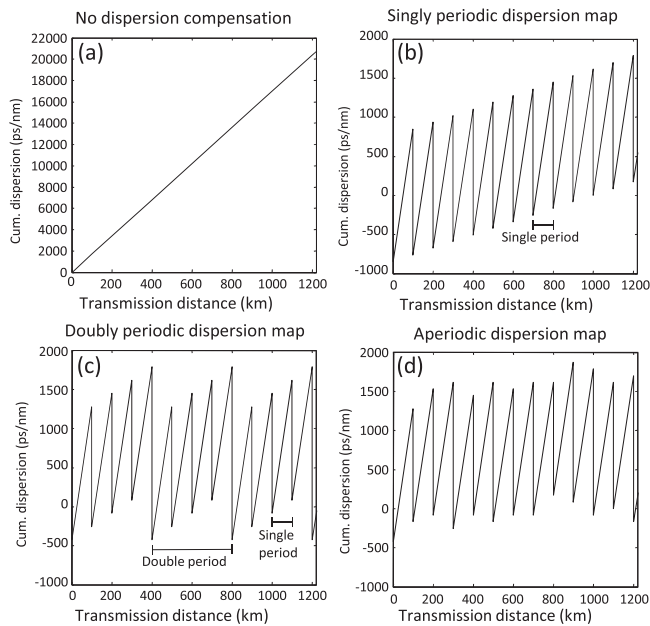 No dispersion compensation
(a)
Cum. dispersion (ps/nm)
22000
20000
18000
16000
14000
12000
10000
8000
6000
4000
2000
0
0 200 400 600 800 1000 1200
Transmission distance (km)
Singly periodic dispersion map
(b)
Cum. dispersion (ps/nm)
2000
1500
1000
500
0
-500
-1000
Single period
0 200 400 600 800 1000 1200
Transmission distance (km)
Doubly periodic dispersion map
(c)
Cum. dispersion (ps/nm)
2000
1500
1000
500
0
-500
-1000
Double period
Single
period
0 200 400 600 800 1000 1200
Transmission distance (km)
Aperiodic dispersion map
(d)
Cum. dispersion (ps/nm)
2000
1500
1000
500
0
-500
-1000
0 200 400 600 800 1000 1200
Transmission distance (km)